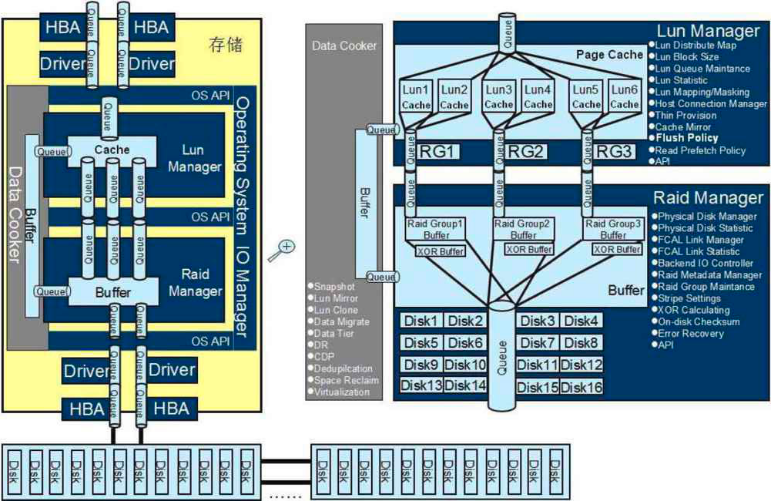 HBA
Queue
Queue
HBA
存储
Driver
Queue
Queue
Driver
OS API
Queue
Operating System IO Manager
Data Cooker
Buffer
Queue
Cache
Lun
Manager
Queue
Queue
Queue
OS API
Queue
Queue
Queue
Raid
Manager
Queue
Buffer
Queue
Queue
OS API
Driver
Queue
Queue
Driver
HBA
Queue
Queue
HBA
Disk
Disk
Disk
Disk
Disk
Disk
Disk
Disk
Disk
Disk
Disk
......
Disk
Disk
Disk
Disk
Disk
Disk
Disk
Disk
Disk
Disk
Disk
Data Cooker
Queue
Buffer
Queue
Snapshot
Lun Mirror
Lun Clone
Data Migrate
Data Tier
DR
CDP
Dedupilcation
Space Reclaim
Virtualization
Queue
Page Cache
Lun1
Cache
Lun2
Cache
Lun3
Cache
Lun4
Cache
Lun5
Cache
Lun6
Cache
Queue
RG1
Queue
RG2
Queue
RG3
Lun Manager
Lun Distribute Map
Lun Block Size
Lun Queue Maintance
Lun Statistic
Lun Mapping/Masking
Host Connection Manager
Thin Provision
Cache Mirror
Flush Policy
Read Prefetch Policy
API
Queue
Queue
Queue
Raid Group1
Buffer
XOR Buffer
Raid Group2
Buffer
XOR Buffer
Raid Group3
Buffer
XOR Buffer
Buffer
Queue
Disk1 Disk2 Disk3 Disk4
Disk5 Disk6 Disk7 Disk8
Disk9 Disk10 Disk11 Disk12
Disk13 Disk14 Disk15 Disk16
Raid Manager
Physical Disk Manager
Physical Disk Statistic
FCAL Link Manager
FCAL Link Statistic
Backend IO Controller
Raid Metadata Manager
Raid Group Maintance
Stripe Settings
XOR Calculating
On-disk Checksum
Error Recovery
API